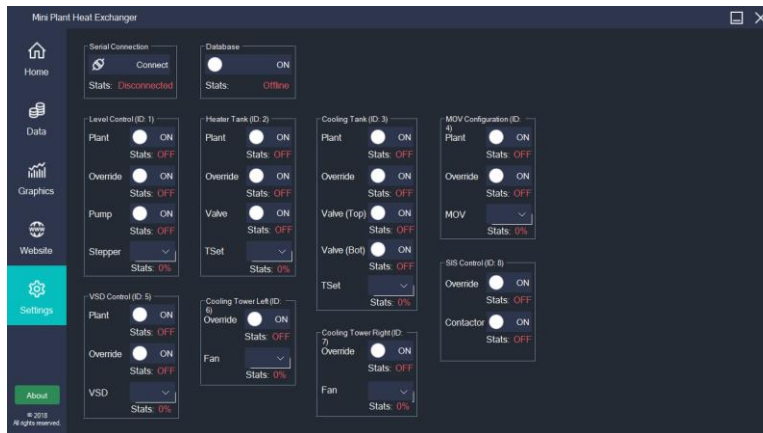 Mini Plant Heat Exchanger
Home
Data
Graphics
Website
Settings
About
© 2018
All rights reserved.
Serial Connection
Connect
Stats: Disconnected
Database
ON
Stats: Offline
Level Control (ID: 1)
Plant ON
Stats: OFF
Override ON
Stats: OFF
Pump ON
Stats: OFF
Stepper
Stats: 0%
Heater Tank (ID: 2)
Plant ON
Stats: OFF
Override ON
Stats: OFF
Valve ON
Stats: OFF
TSet
Stats: 0%
Cooling Tank (ID: 3)
Plant ON
Stats: OFF
Override ON
Stats: OFF
Valve (Top) ON
Stats: OFF
Valve (Bot) ON
Stats: OFF
TSet
Stats: 0%
MOV Configuration (ID:
4)
Plant ON
Stats: OFF
Override ON
Stats: OFF
MOV
Stats: 0%
VSD Control (ID: 5)
Plant ON
Stats: OFF
Override ON
Stats: OFF
VSD
Stats: 0%
Cooling Tower Left (ID:
6)
Override ON
Stats: OFF
Fan
Stats: 0%
Cooling Tower Right (ID:
7)
Override ON
Stats: OFF
Fan
Stats: 0%
SIS Control (ID: 8)
Override ON
Stats: OFF
Contactor ON
Stats: OFF